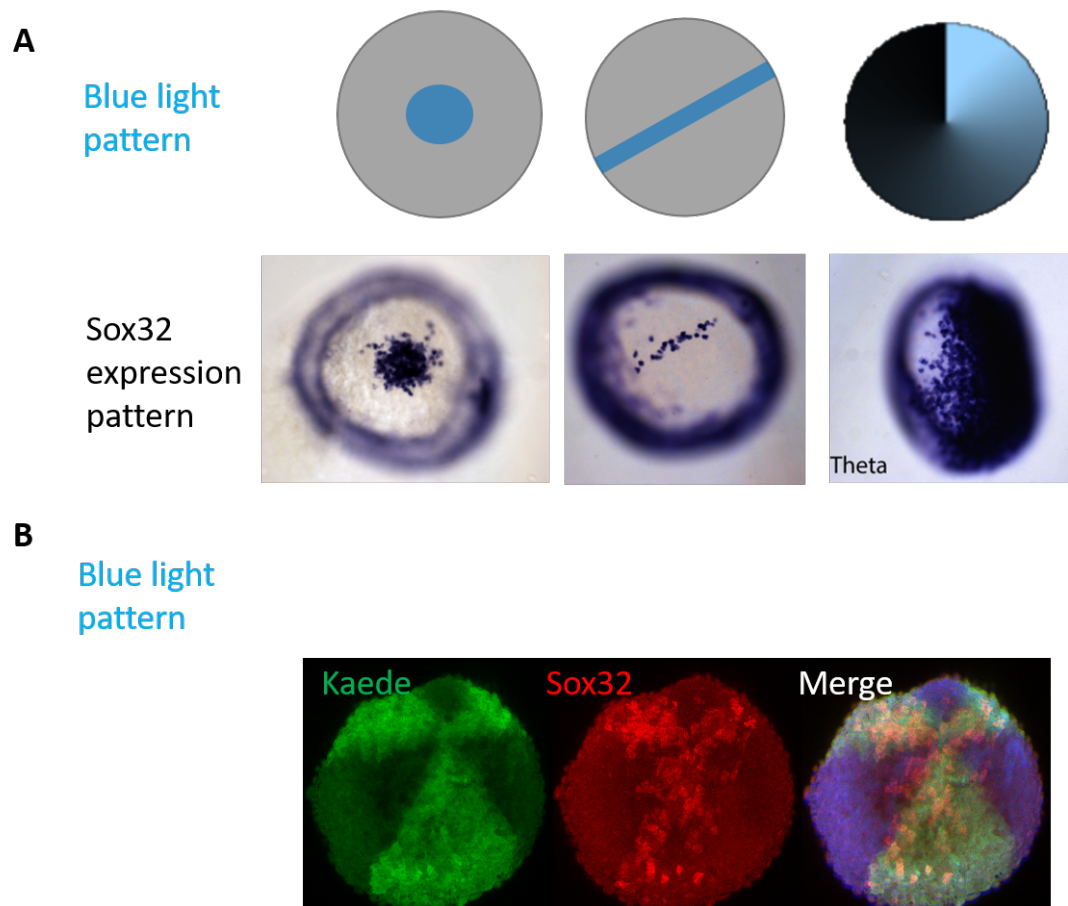 A
Blue light
pattern
Sox32
expression
pattern
Theta
B
Blue light
pattern
Kaede
Sox32
Merge